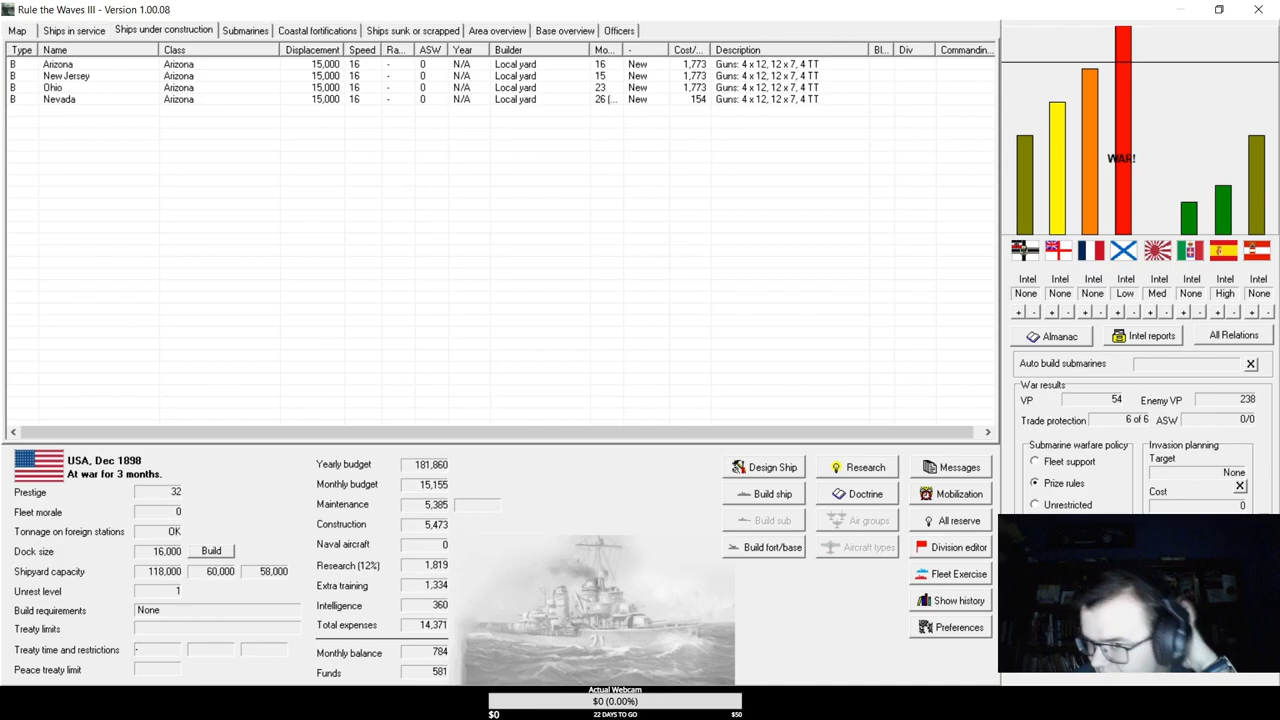 Rule the Waves III - Version 1.00.08
Map Ships in service Ships under construction Submarines Coastal fortifications Ships sunk or scrapped Area overview Base overview Officers
Type Name Class Displacement Speed Ra... ASW Year Builder Mo... - Cost/... Description Bl... Div Commandin...
B Arizona Arizona 15,000 16 - 0 N/A Local yard 16 New 1,773 Guns: 4 x 12, 12 x 7, 4 TT
B New Jersey Arizona 15,000 16 - 0 N/A Local yard 15 New 1,773 Guns: 4 x 12, 12 x 7, 4 TT
B Ohio Arizona 15,000 16 - 0 N/A Local yard 23 New 1,773 Guns: 4 x 12, 12 x 7, 4 TT
B Nevada Arizona 15,000 16 - 0 N/A Local yard 26 (... New 154 Guns: 4 x 12, 12 x 7, 4 TT
WAR!
Intel Intel Intel Intel Intel Intel Intel Intel
None None None Low Med None High None
+ - + - + - + - + - + - + - + -
Almanac Intel reports All Relations
Auto build submarines X
War results
VP 54 Enemy VP 238
Trade protection 6 of 6 ASW 0/0
Submarine warfare policy
Fleet support
Prize rules
Unrestricted
Invasion planning
Target
None
Cost X
0
USA, Dec 1898
At war for 3 months.
Prestige 32
Fleet morale 0
Tonnage on foreign stations OK
Dock size 16,000 Build
Shipyard capacity 118,000 60,000 58,000
Unrest level 1
Build requirements None
Treaty limits
Treaty time and restrictions -
Peace treaty limit
Yearly budget 181,860
Monthly budget 15,155
Maintenance 5,385
Construction 5,473
Naval aircraft 0
Research (12%) 1,819
Extra training 1,334
Intelligence 360
Total expenses 14,371
Monthly balance 784
Funds 581
Design Ship Research Messages
Build ship Doctrine Mobilization
Build sub Air groups All reserve
Build fort/base Aircraft types Division editor
Fleet Exercise
Show history
Preferences
Actual Webcam
$0 (0.00%)
$0 22 DAYS TO GO $50